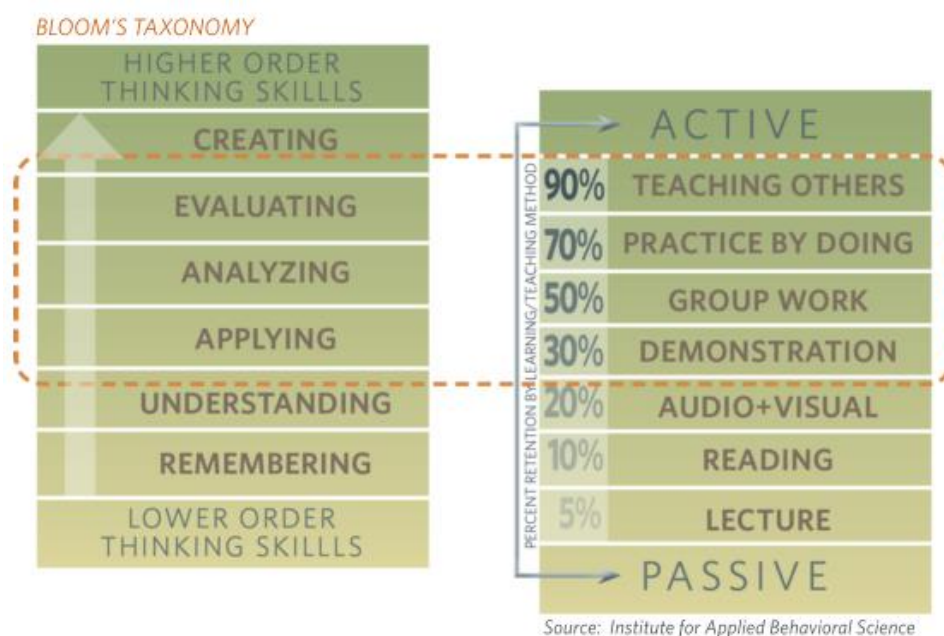 BLOOM'S TAXONOMY
HIGHER ORDER
THINKING SKILLLS
CREATING
EVALUATING
ANALYZING
APPLYING
UNDERSTANDING
REMEMBERING
LOWER ORDER
THINKING SKILLLS
PERCENT RETENTION BY LEARNING/TEACHING METHOD
ACTIVE
90% TEACHING OTHERS
70% PRACTICE BY DOING
50% GROUP WORK
30% DEMONSTRATION
20% AUDIO+VISUAL
10% READING
5% LECTURE
PASSIVE
Source: Institute for Applied Behavioral Science